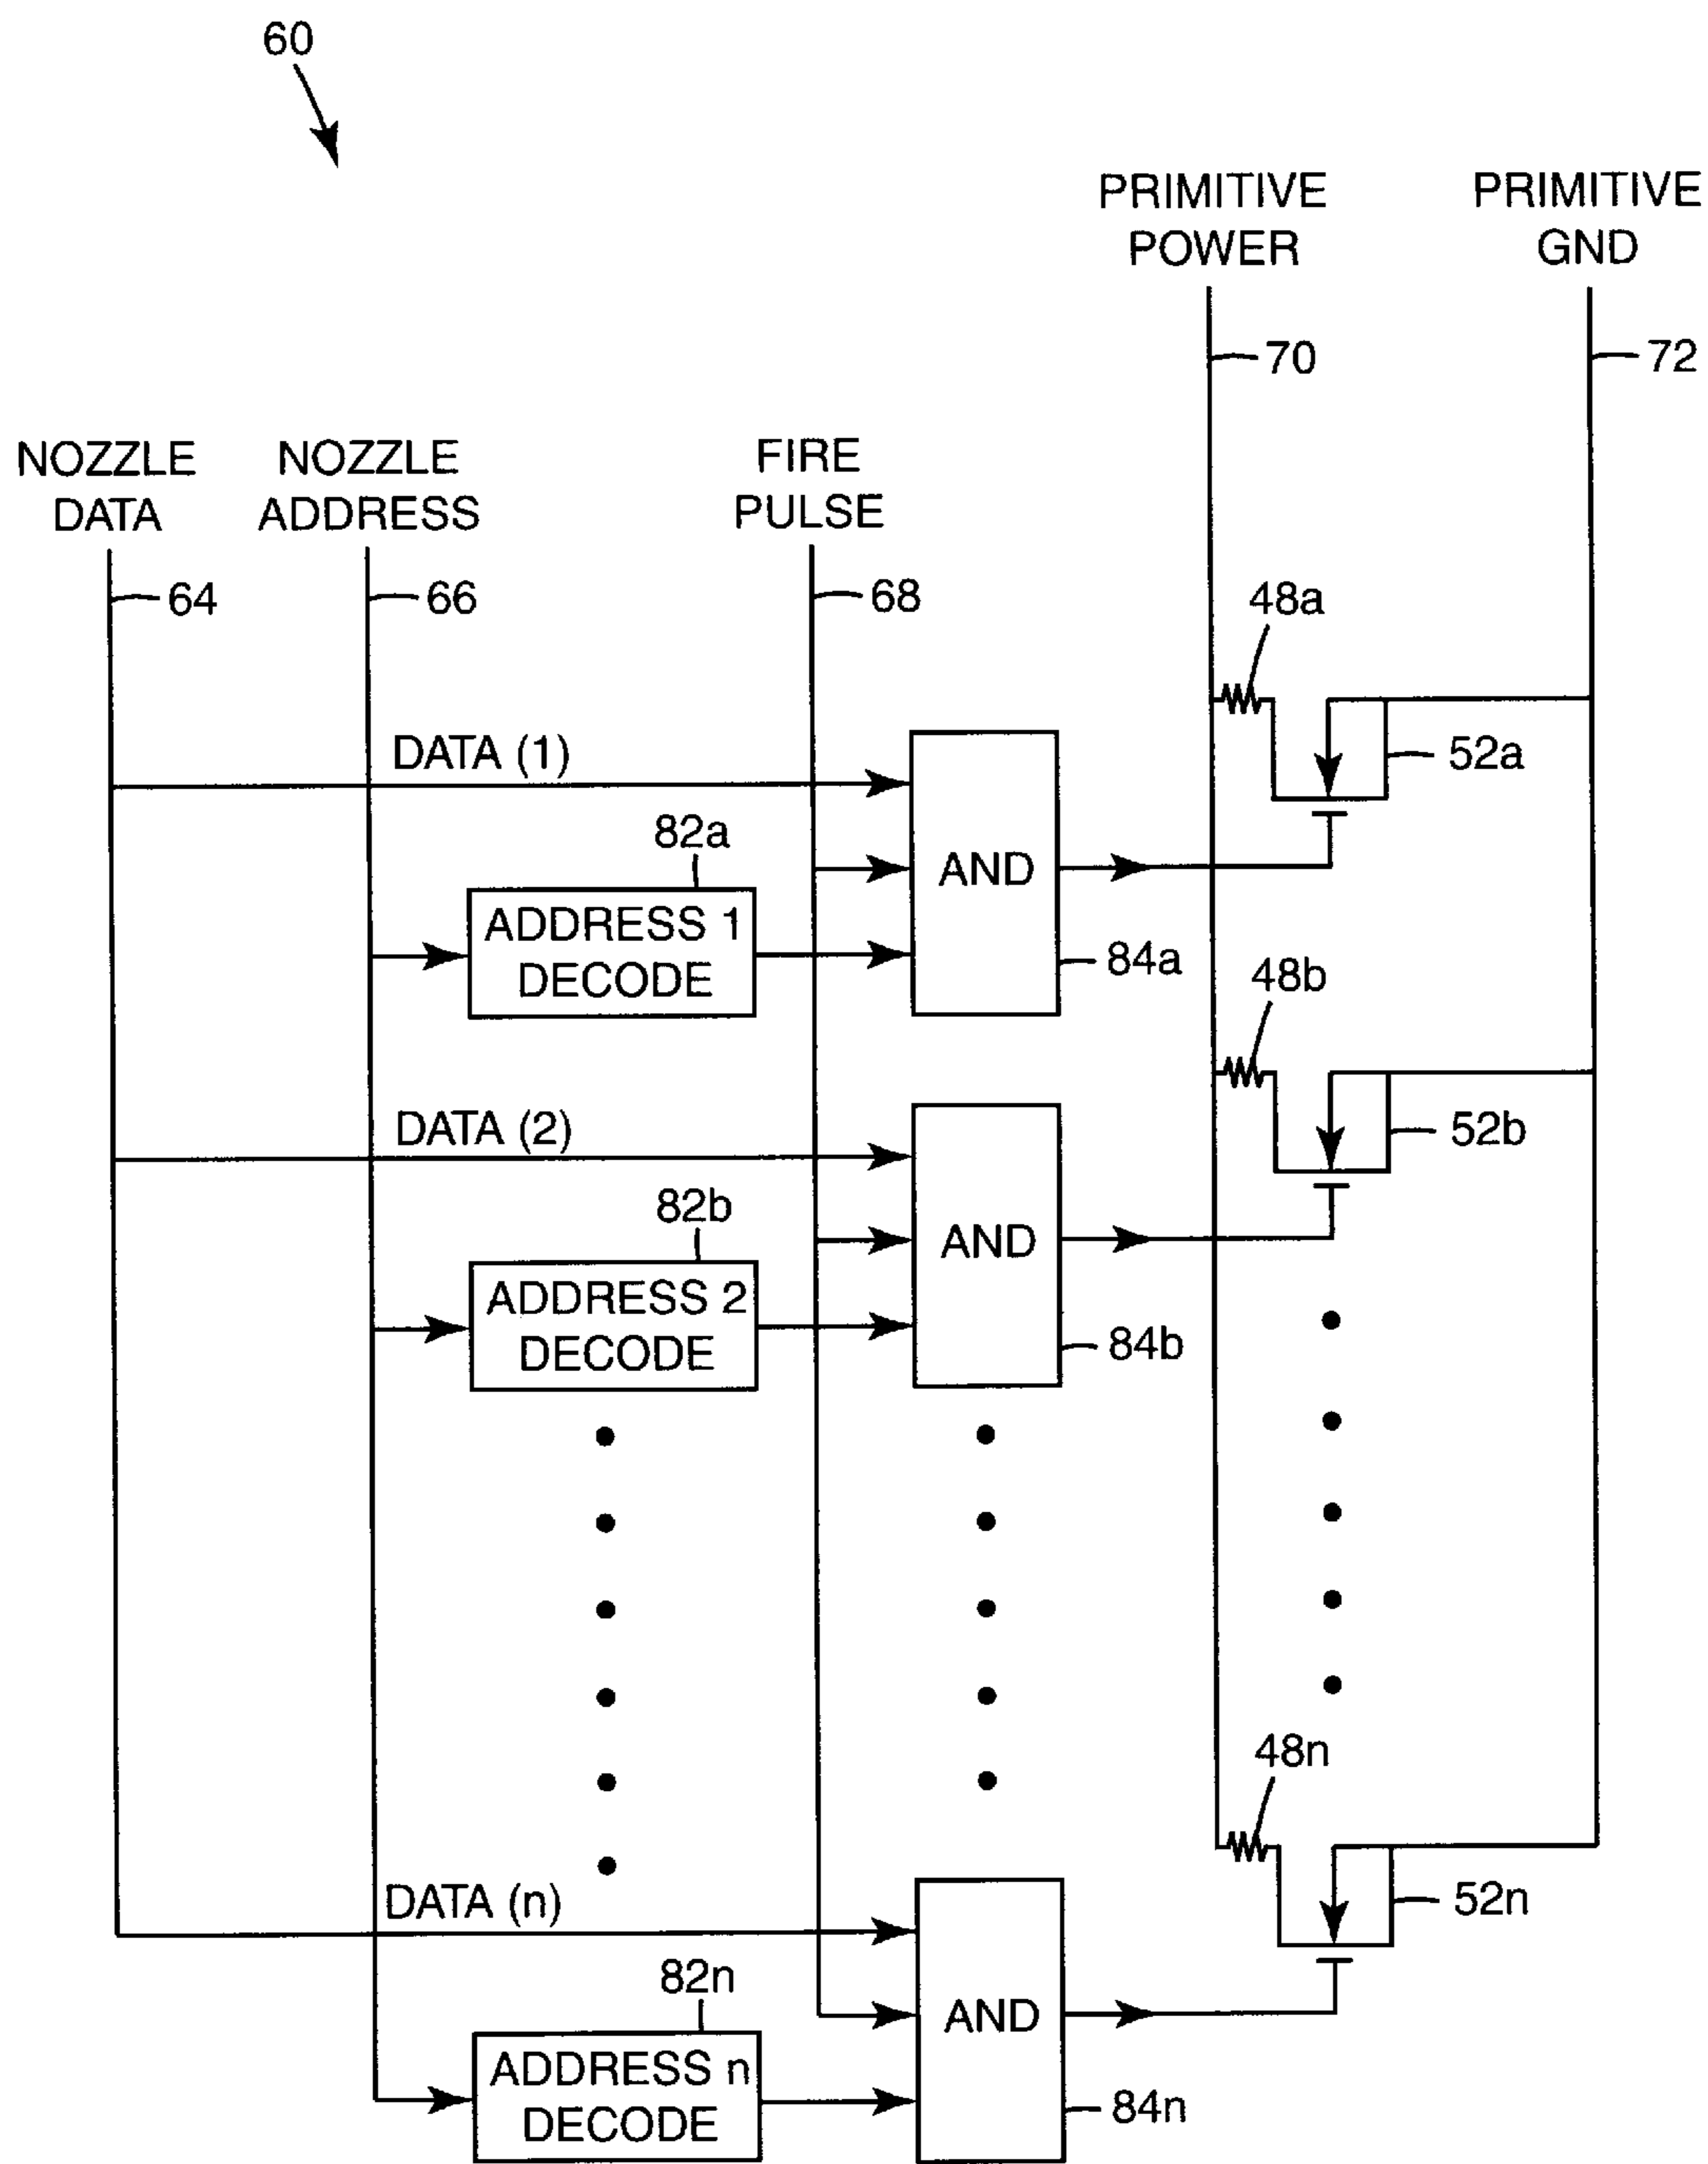 60
PRIMITIVE
POWER
PRIMITIVE
GND
70
72
NOZZLE
DATA
NOZZLE
ADDRESS
FIRE
PULSE
64
66
68
48a
52a
DATA (1)
82a
ADDRESS 1
DECODE
AND
84a
48b
52b
DATA (2)
82b
ADDRESS 2
DECODE
AND
84b
48n
52n
DATA (n)
82n
ADDRESS n
DECODE
AND
84n